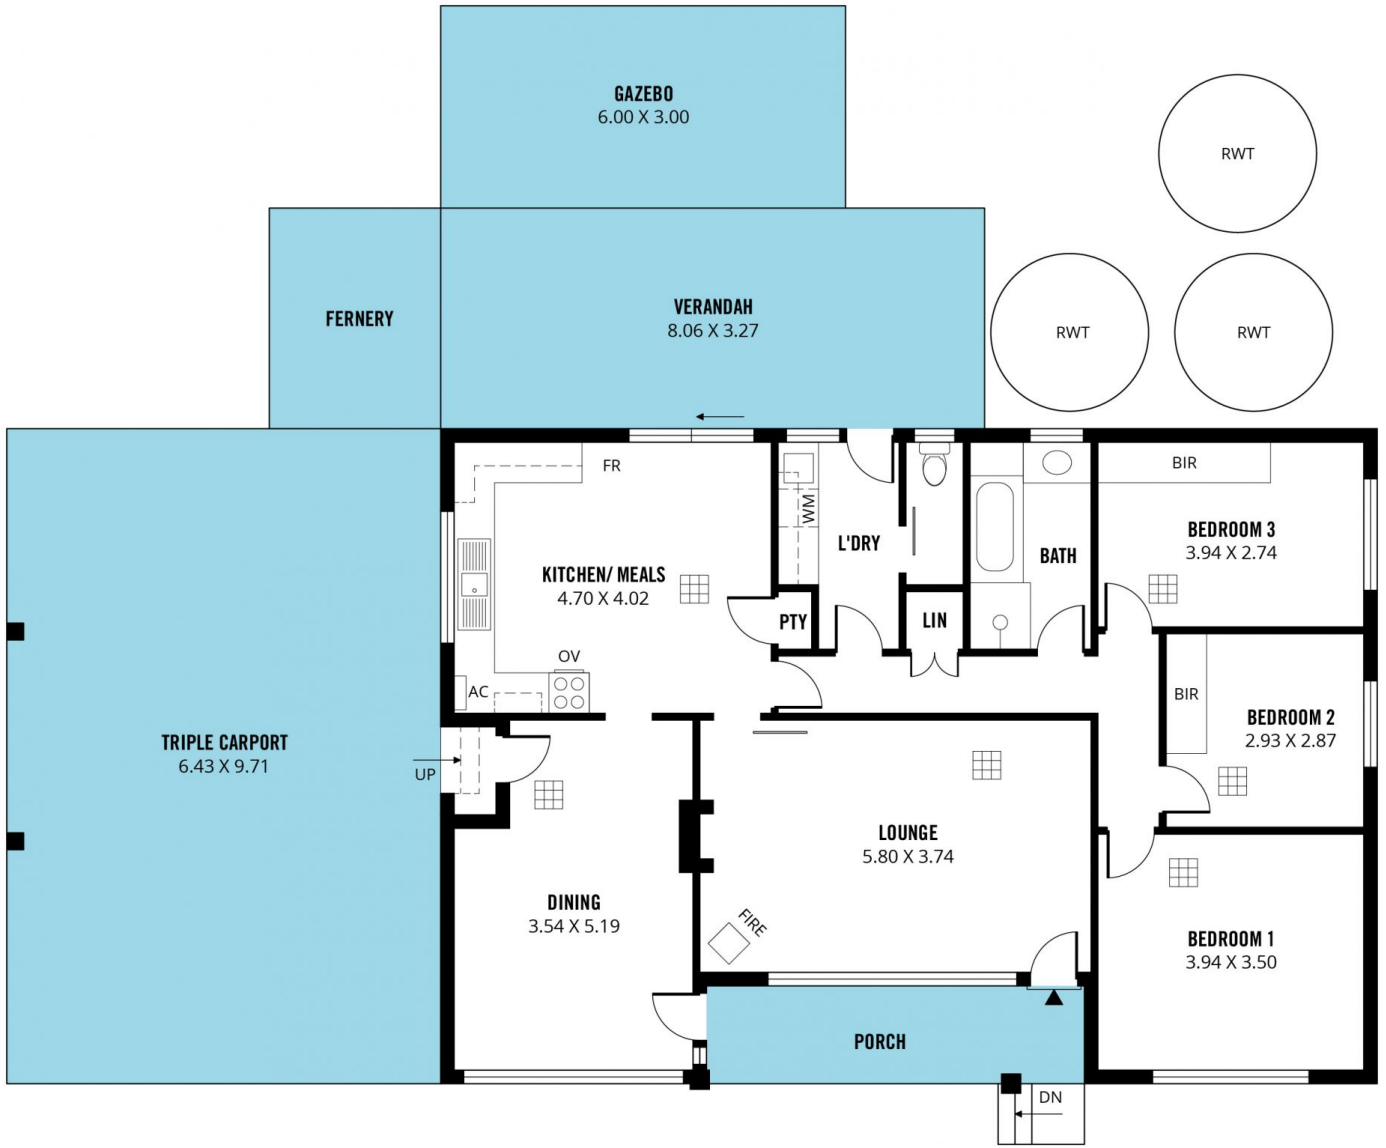 GAZEBO
6.00 X 3.00
RWT
FERNERY
VERANDAH
8.06 X 3.27
RWT
RWT
FR
BIR
WM
L'DRY
BEDROOM 3
3.94 X 2.74
BATH
KITCHEN/ MEALS
4.70 X 4.02
PTY
LIN
OV
AC
BIR
BEDROOM 2
2.93 X 2.87
TRIPLE CARPORT
6.43 X 9.71
UP
LOUNGE
5.80 X 3.74
DINING
3.54 X 5.19
FIRE
BEDROOM 1
3.94 X 3.50
PORCH
DN